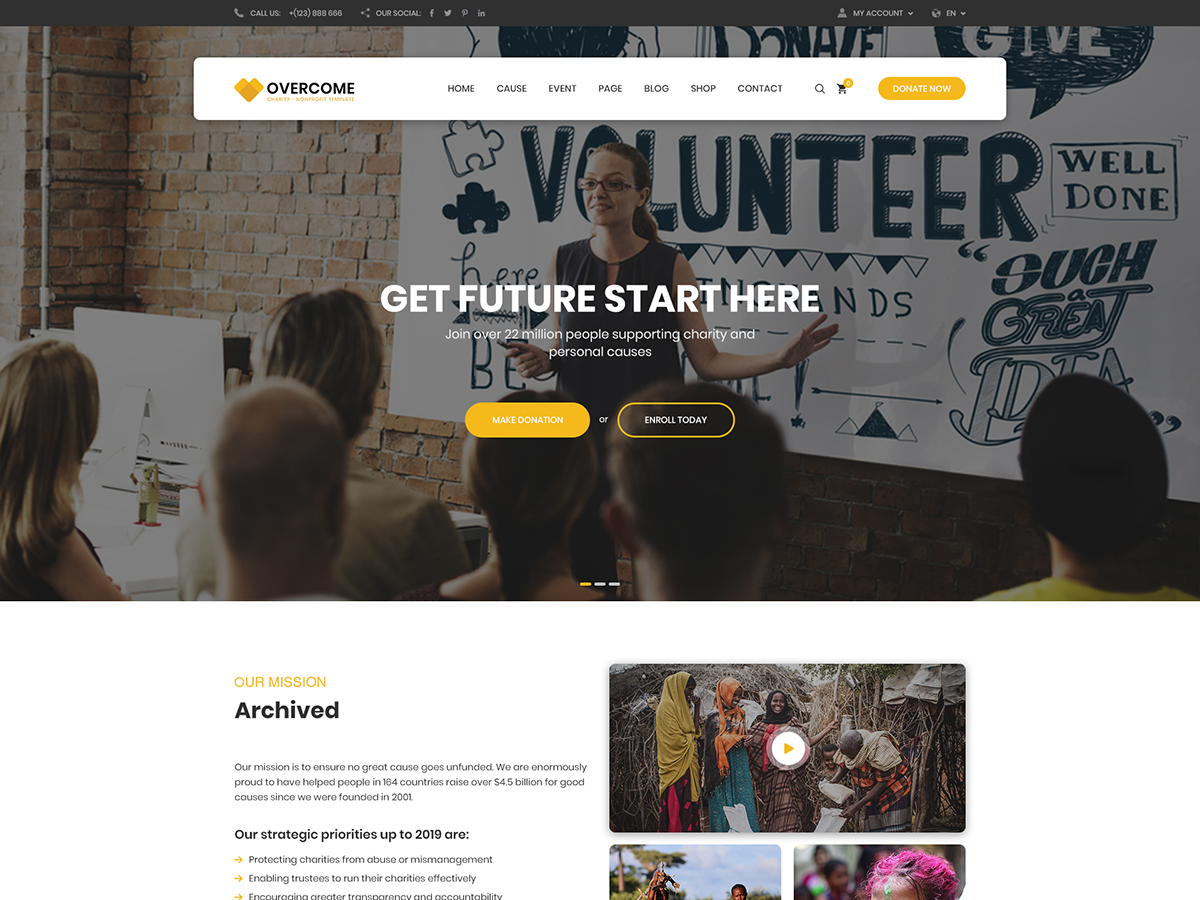 CALL US: +(123) 888 666 OUR SOCIAL: MY ACCOUNT EN
DONATE
GIVE
OVERCOME
CHARITY - NONPROFIT TEMPLATE
HOME CAUSE EVENT PAGE BLOG SHOP CONTACT 0 DONATE NOW
VOLUNTEER
WELL
DONE
here
"SUCH
A
GREAT
IDEA
NDS
BE
GET FUTURE START HERE
Join over 22 million people supporting charity and
personal causes
MAKE DONATION or ENROLL TODAY
OUR MISSION
Archived
Our mission is to ensure no great cause goes unfunded. We are enormously
proud to have helped people in 164 countries raise over $4.5 billion for good
causes since we were founded in 2001.
Our strategic priorities up to 2019 are:
Protecting charities from abuse or mismanagement
Enabling trustees to run their charities effectively
Encouraging greater transparency and accountability